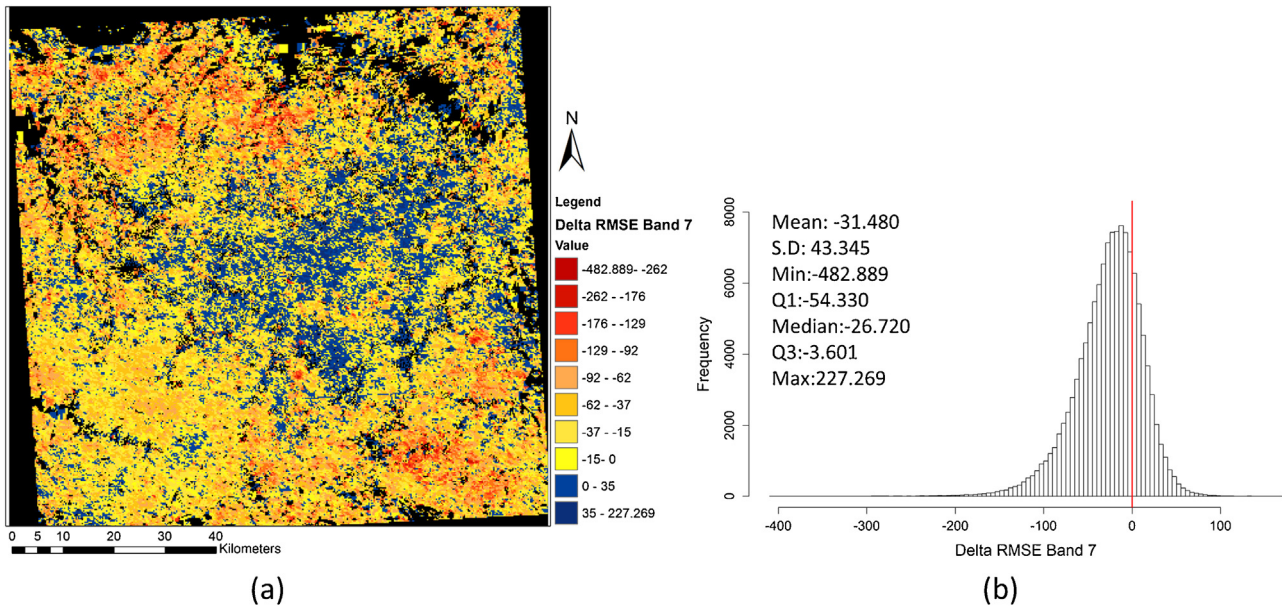 N
Legend
Delta RMSE Band 7
Value
-482.889- -262
-262 - -176
-176 - -129
-129 - -92
-92 - -62
-62 - -37
-37 - -15
-15- 0
0 - 35
35 - 227.269
0 5 10 20 30 40
Kilometers
(a)
Mean: -31.480
S.D: 43.345
Min:-482.889
Q1:-54.330
Median:-26.720
Q3:-3.601
Max:227.269
Frequency
8000
6000
4000
2000
0
-400 -300 -200 -100 0 100
Delta RMSE Band 7
(b)